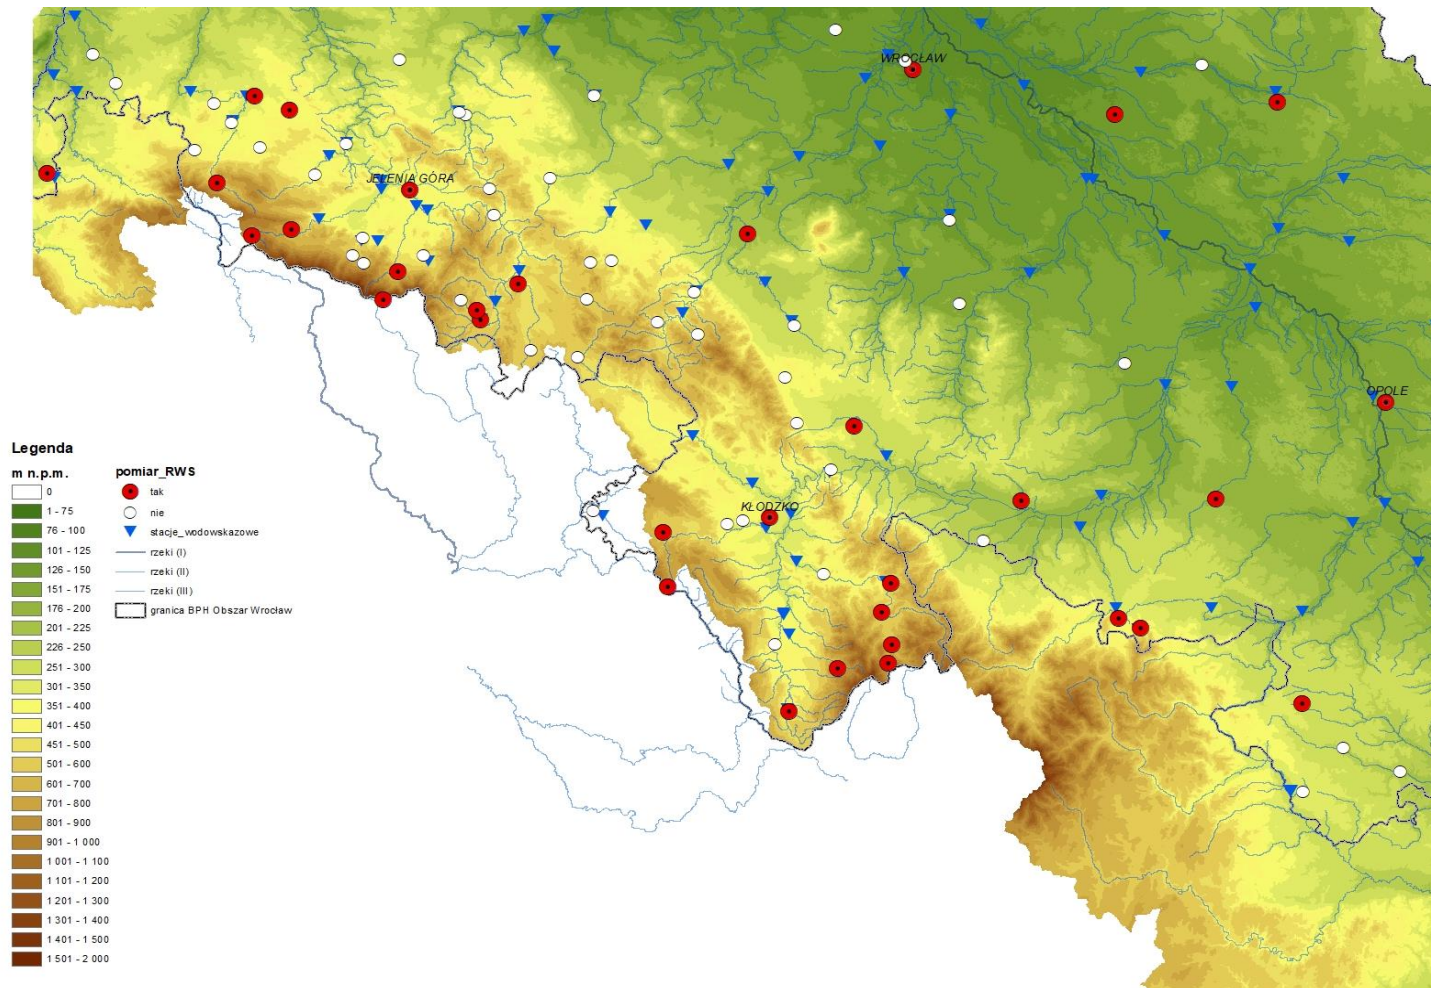 WROCŁAW
JELENIA GÓRA
OPOLE
KŁODZKO
Legenda
m n.p.m.
0
1 - 75
76 - 100
101 - 125
126 - 150
151 - 175
176 - 200
201 - 225
226 - 250
251 - 300
301 - 350
351 - 400
401 - 450
451 - 500
501 - 600
601 - 700
701 - 800
801 - 900
901 - 1 000
1 001 - 1 100
1 101 - 1 200
1 201 - 1 300
1 301 - 1 400
1 401 - 1 500
1 501 - 2 000
pomiar_RWS
tak
nie
stacje_wodowskazowe
rzeki (I)
rzeki (II)
rzeki (III)
granica BPH Obszar Wrocław